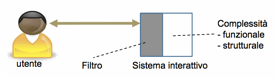 Complessità
- funzionale
- strutturale
utente
Filtro
Sistema interattivo